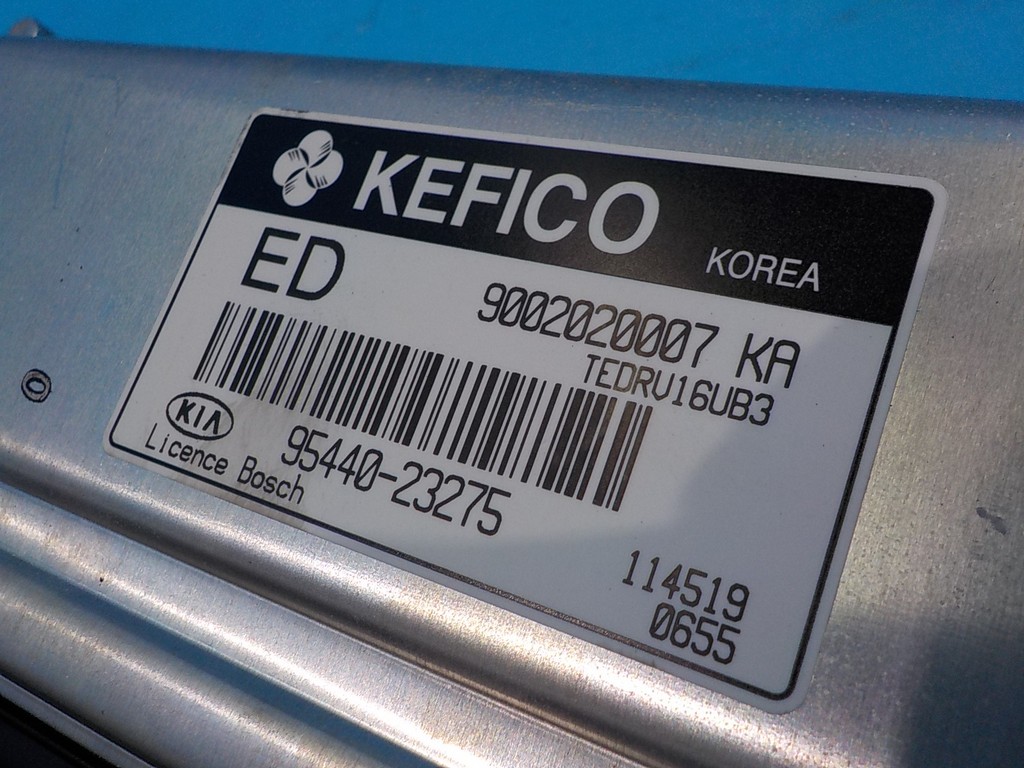 KEFICO KOREA
ED
9002020007 KA
TEDRV16UB3
KIA
95440-23275
Licence Bosch
114519
0655